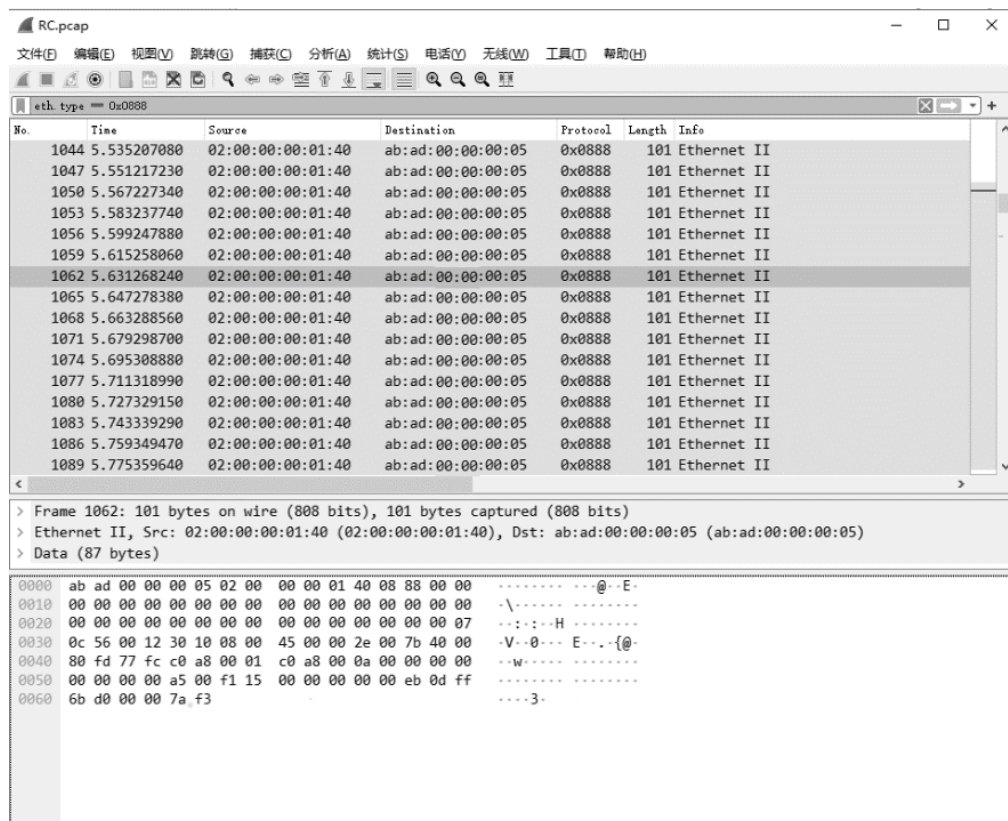 RC.pcap
文件(F) 编辑(E) 视图(V) 跳转(G) 捕获(C) 分析(A) 统计(S) 电话(Y) 无线(W) 工具(T) 帮助(H)
eth.type == 0x0888
No. Time Source Destination Protocol Length Info
1044 5.535207080 02:00:00:00:01:40 ab:ad:00:00:00:05 0x0888 101 Ethernet II
1047 5.551217230 02:00:00:00:01:40 ab:ad:00:00:00:05 0x0888 101 Ethernet II
1050 5.567227340 02:00:00:00:01:40 ab:ad:00:00:00:05 0x0888 101 Ethernet II
1053 5.583237740 02:00:00:00:01:40 ab:ad:00:00:00:05 0x0888 101 Ethernet II
1056 5.599247880 02:00:00:00:01:40 ab:ad:00:00:00:05 0x0888 101 Ethernet II
1059 5.615258060 02:00:00:00:01:40 ab:ad:00:00:00:05 0x0888 101 Ethernet II
1062 5.631268240 02:00:00:00:01:40 ab:ad:00:00:00:05 0x0888 101 Ethernet II
1065 5.647278380 02:00:00:00:01:40 ab:ad:00:00:00:05 0x0888 101 Ethernet II
1068 5.663288560 02:00:00:00:01:40 ab:ad:00:00:00:05 0x0888 101 Ethernet II
1071 5.679298700 02:00:00:00:01:40 ab:ad:00:00:00:05 0x0888 101 Ethernet II
1074 5.695308880 02:00:00:00:01:40 ab:ad:00:00:00:05 0x0888 101 Ethernet II
1077 5.711318990 02:00:00:00:01:40 ab:ad:00:00:00:05 0x0888 101 Ethernet II
1080 5.727329150 02:00:00:00:01:40 ab:ad:00:00:00:05 0x0888 101 Ethernet II
1083 5.743339290 02:00:00:00:01:40 ab:ad:00:00:00:05 0x0888 101 Ethernet II
1086 5.759349470 02:00:00:00:01:40 ab:ad:00:00:00:05 0x0888 101 Ethernet II
1089 5.775359640 02:00:00:00:01:40 ab:ad:00:00:00:05 0x0888 101 Ethernet II
> Frame 1062: 101 bytes on wire (808 bits), 101 bytes captured (808 bits)
> Ethernet II, Src: 02:00:00:00:01:40 (02:00:00:00:01:40), Dst: ab:ad:00:00:00:05 (ab:ad:00:00:00:05)
> Data (87 bytes)
0000 ab ad 00 00 00 05 02 00 00 00 01 40 08 88 00 00 ········ ···@··E·
0010 00 00 00 00 00 00 00 00 00 00 00 00 00 00 00 00 ·\······ ········
0020 00 00 00 00 00 00 00 00 00 00 00 00 00 00 00 07 ··:·:··H ········
0030 0c 56 00 12 30 10 08 00 45 00 00 2e 00 7b 40 00 ·V··0··· E··.·{@·
0040 80 fd 77 fc c0 a8 00 01 c0 a8 00 0a 00 00 00 00 ··w····· ········
0050 00 00 00 00 a5 00 f1 15 00 00 00 00 00 eb 0d ff ········ ········
0060 6b d0 00 00 7a f3 ····3·